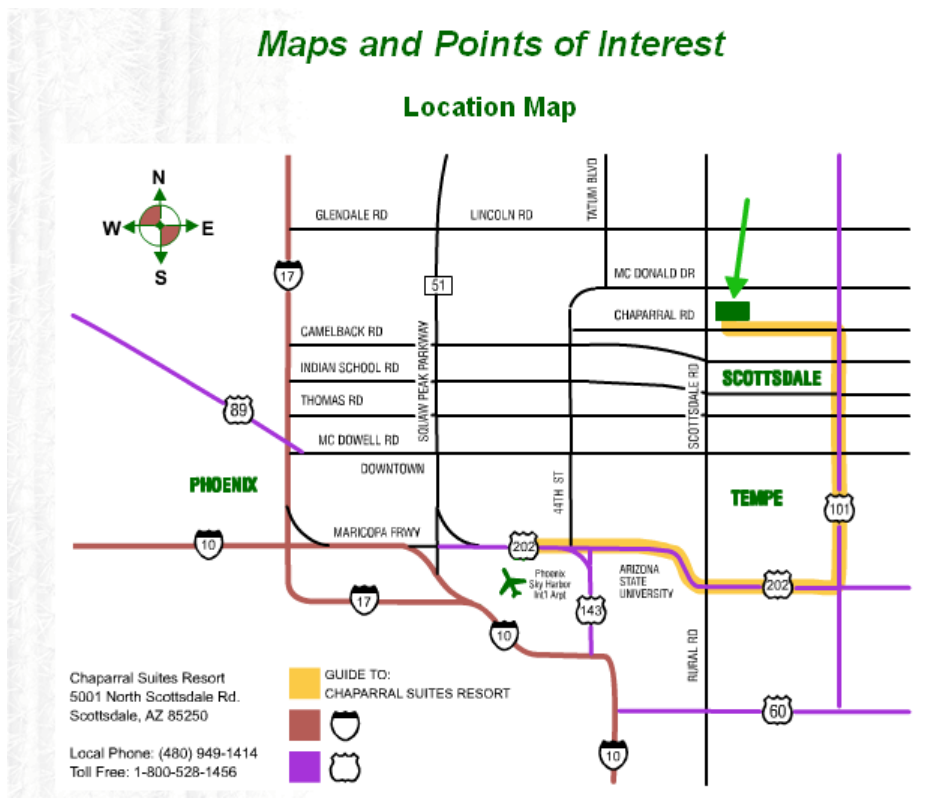 Maps and Points of Interest
Location Map
N
W E
S
GLENDALE RD
LINCOLN RD
TATUM BLVD
17
51
MC DONALD DR
CHAPARRAL RD
CAMELBACK RD
INDIAN SCHOOL RD
SQUAW PEAK PARKWAY
SCOTTSDALE RD
SCOTTSDALE
THOMAS RD
89
MC DOWELL RD
DOWNTOWN
PHOENIX
44TH ST
TEMPE
101
MARICOPA FRWY
10
202
Phoenix
Sky Harbor
Int'l Arpt
ARIZONA
STATE
UNIVERSITY
202
17
143
10
RURAL RD
60
10
Chaparral Suites Resort
5001 North Scottsdale Rd.
Scottsdale, AZ 85250
Local Phone: (480) 949-1414
Toll Free: 1-800-528-1456
GUIDE TO:
CHAPARRAL SUITES RESORT